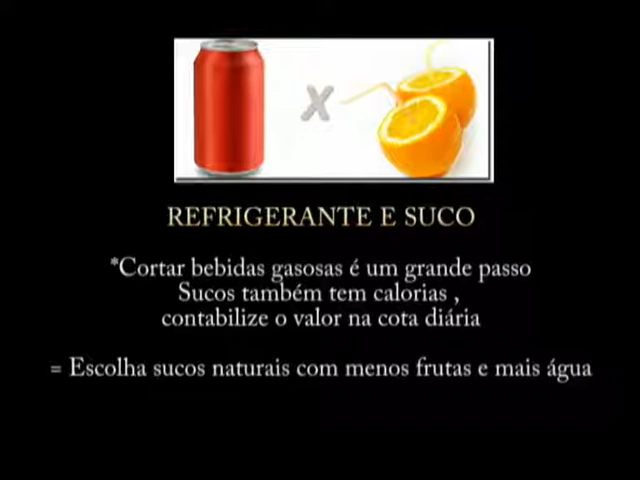 X
REFRIGERANTE E SUCO
*Cortar bebidas gasosas é um grande passo
Sucos também tem calorias ,
contabilize o valor na cota diária
= Escolha sucos naturais com menos frutas e mais água